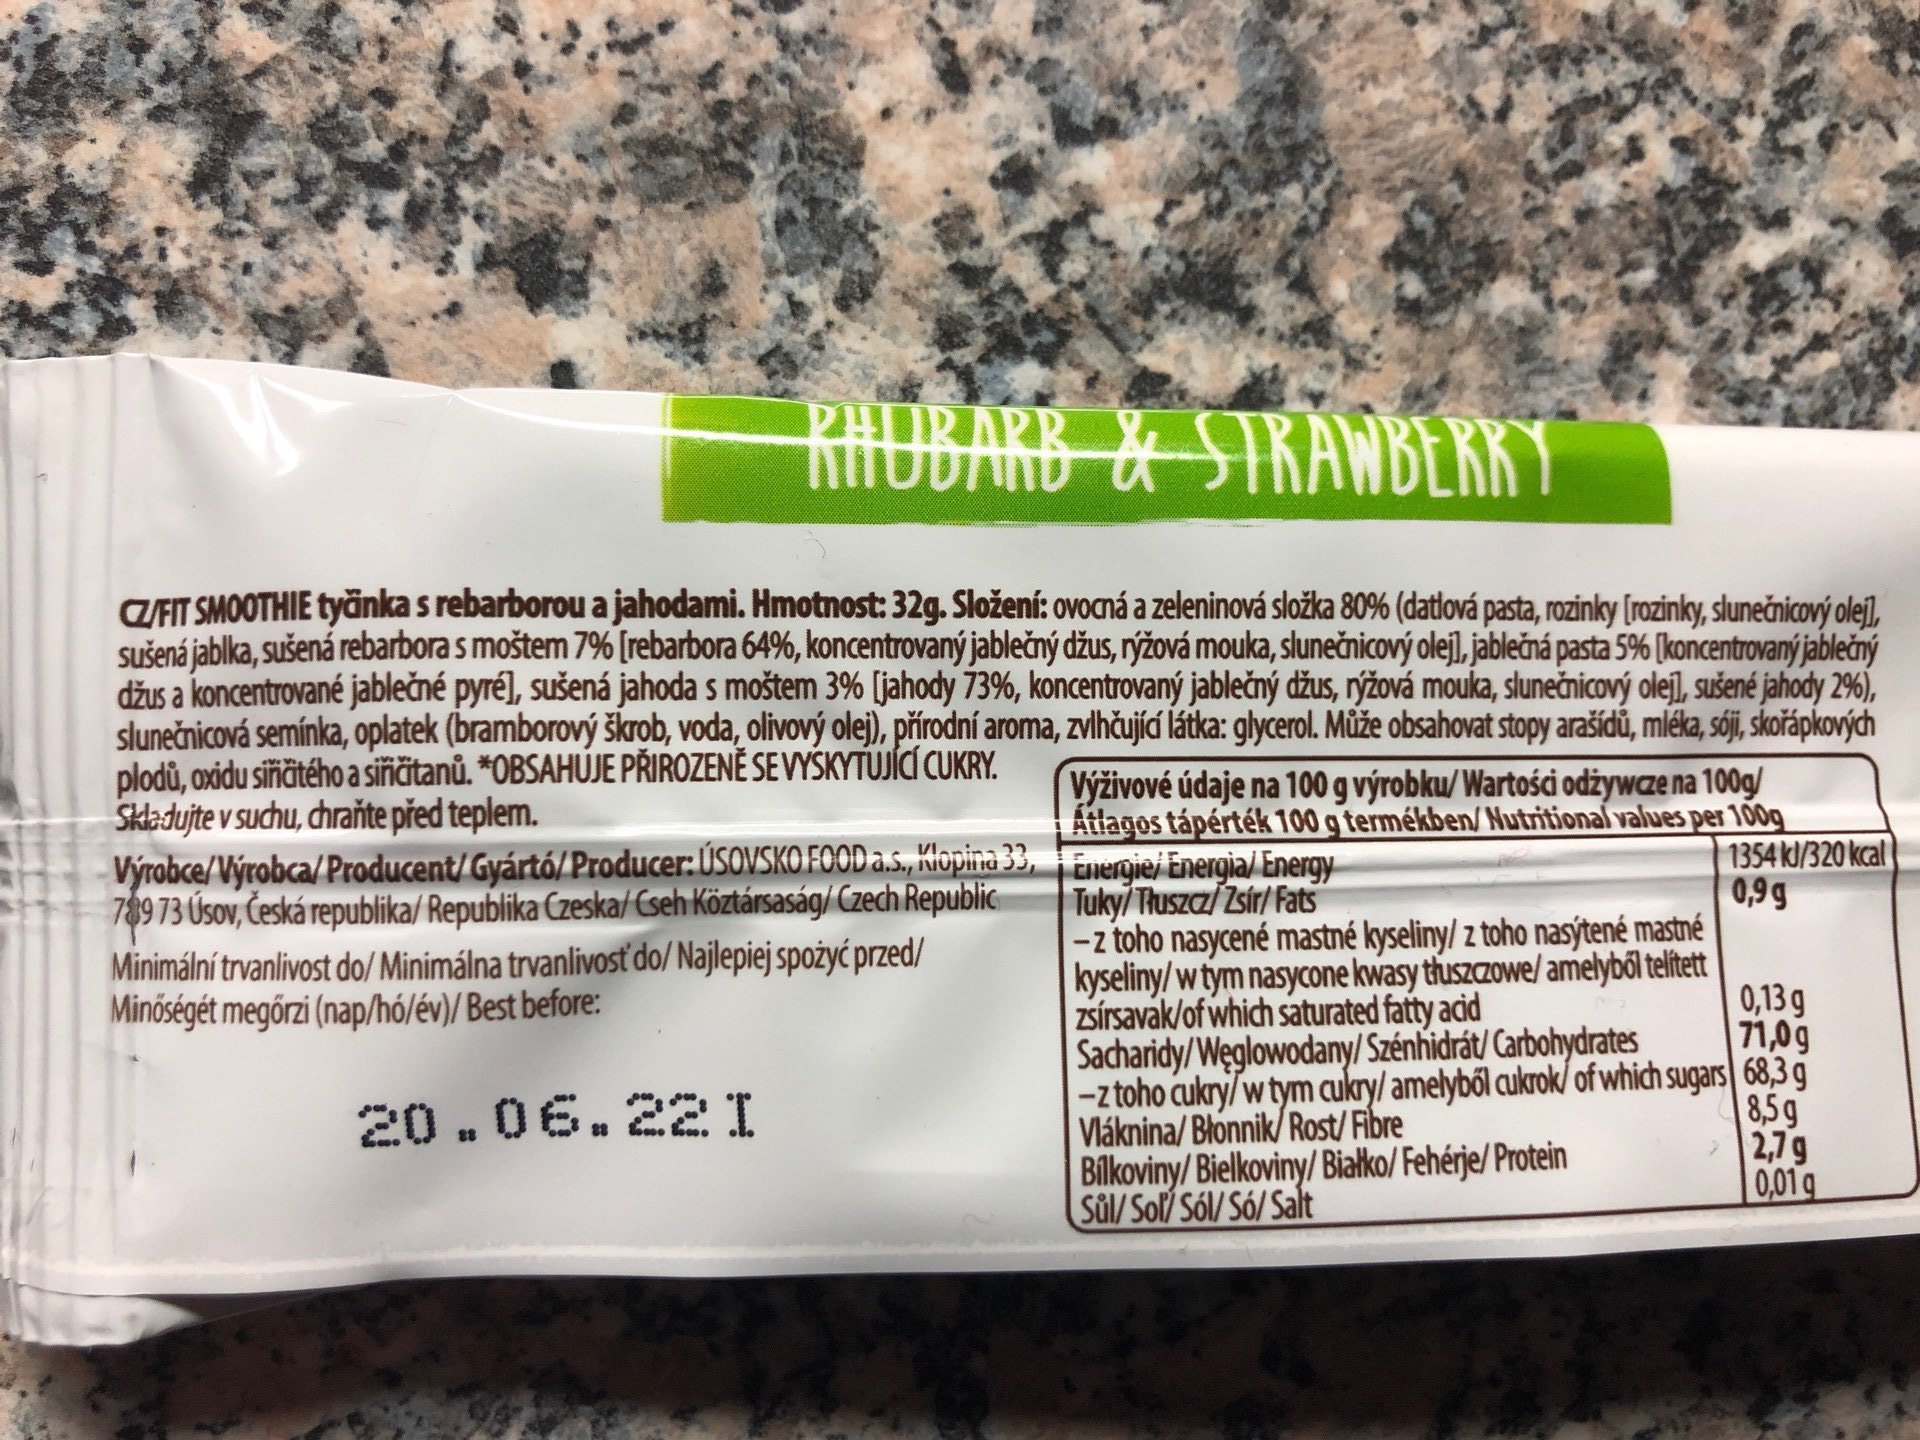 RHUBARB & STRAWBERRY
CZ/FIT SMOOTHIE tyčinka s rebarborou a jahodami. Hmotnost: 32g. Složení: ovocná a zeleninová složka 80% (datlová pasta, rozinky [rozinky, slunečnicový olej],
sušená jablka, sušená rebarbora s moštem 7% [rebarbora 64%, koncentrovaný jablečný džus, rýžová mouka, slunečnicový olej], jablečná pasta 5% [koncentrovaný jablečný
džus a koncentrované jablečné pyré], sušená jahoda s moštem 3% [jahody 73%, koncentrovaný jablečný džus, rýžová mouka, slunečnicový olej], sušené jahody 2%),
slunečnicová semínka, oplatek (bramborový škrob, voda, olivový olej), přírodní aroma, zvlhčující látka: glycerol. Může obsahovat stopy arašídů, mléka, sóji, skořápkových
plodů, oxidu siřičitého a siřičitanů. *OBSAHUJE PŘIROZENĚ SE VYSKYTUJÍCÍ CUKRY.
Skladujte v suchu, chraňte před teplem.
Výrobce/ Výrobca/ Producent/ Gyártó/ Producer: ÚSOVSKO FOOD a.s., Klopina 33,
789 73 Úsov, Česká republika/ Republika Czeska/ Cseh Köztársaság/ Czech Republic
Minimální trvanlivost do/ Minimálna trvanlivosť do/ Najlepiej spożyć przed/
Minőségét megőrzi (nap/hó/év)/ Best before:
20.06.22 I
Výživové údaje na 100 g výrobku/ Wartości odżywcze na 100g/
Átlagos tápérték 100 g termékben/ Nutritional values per 100g
Energie/ Energia/ Energy 1354 kJ/320 kcal
Tuky/ Tłuszcz/ Zsír/ Fats 0,9 g
– z toho nasycené mastné kyseliny/ z toho nasýtené mastné
kyseliny/ w tym nasycone kwasy tłuszczowe/ amelyből telített
zsírsavak/of which saturated fatty acid 0,13 g
Sacharidy/ Węglowodany/ Szénhidrát/ Carbohydrates 71,0 g
– z toho cukry/ w tym cukry/ amelyből cukrok/ of which sugars 68,3 g
Vláknina/ Błonnik/ Rost/ Fibre 8,5 g
Bílkoviny/ Bielkoviny/ Białko/ Fehérje/ Protein 2,7 g
Sůl/ Soľ/ Sól/ Só/ Salt 0,01 g